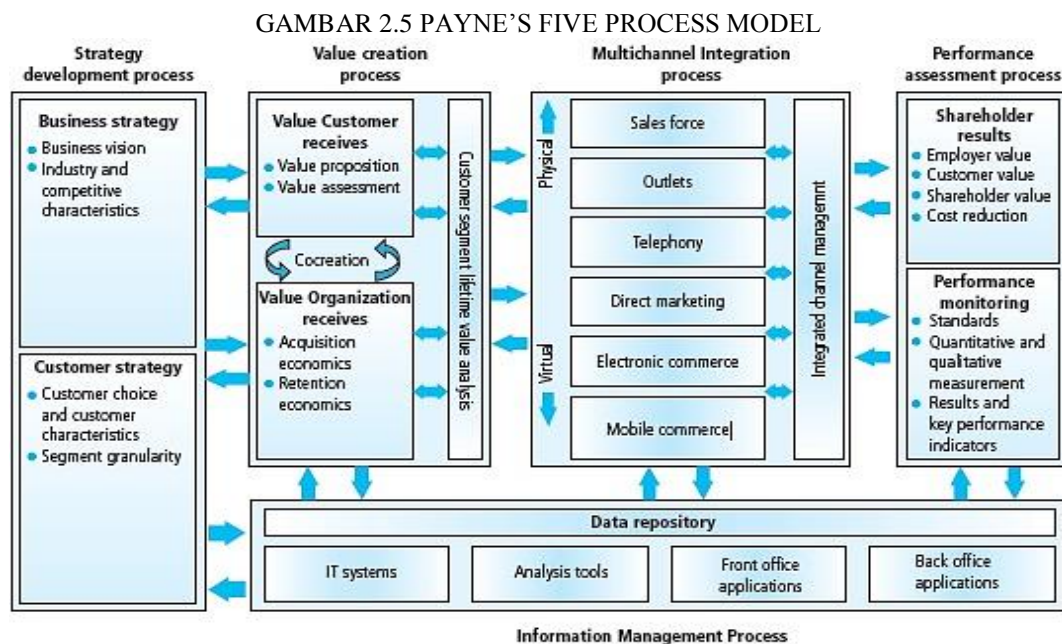 GAMBAR 2.5 PAYNE'S FIVE PROCESS MODEL
Strategy
development process
Business strategy
Business vision
Industry and
competitive
characteristics
Customer strategy
Customer choice
and customer
characteristics
Segment granularity
Value creation
process
Value Customer
receives
Value proposition
Value assessment
Cocreation
Value Organization
receives
Acquisition
economics
Retention
economics
Customer segment lifetime value analysis
Multichannel Integration
process
Physical
Virtual
Sales force
Outlets
Telephony
Direct marketing
Electronic commerce
Mobile commerce
Integrated channel managemnt
Performance
assessment process
Shareholder
results
Employer value
Customer value
Shareholder value
Cost reduction
Performance
monitoring
Standards
Quantitative and
qualitative
measurement
Results and
key performance
indicators
Data repository
IT systems
Analysis tools
Front office
applications
Back office
applications
Information Management Process